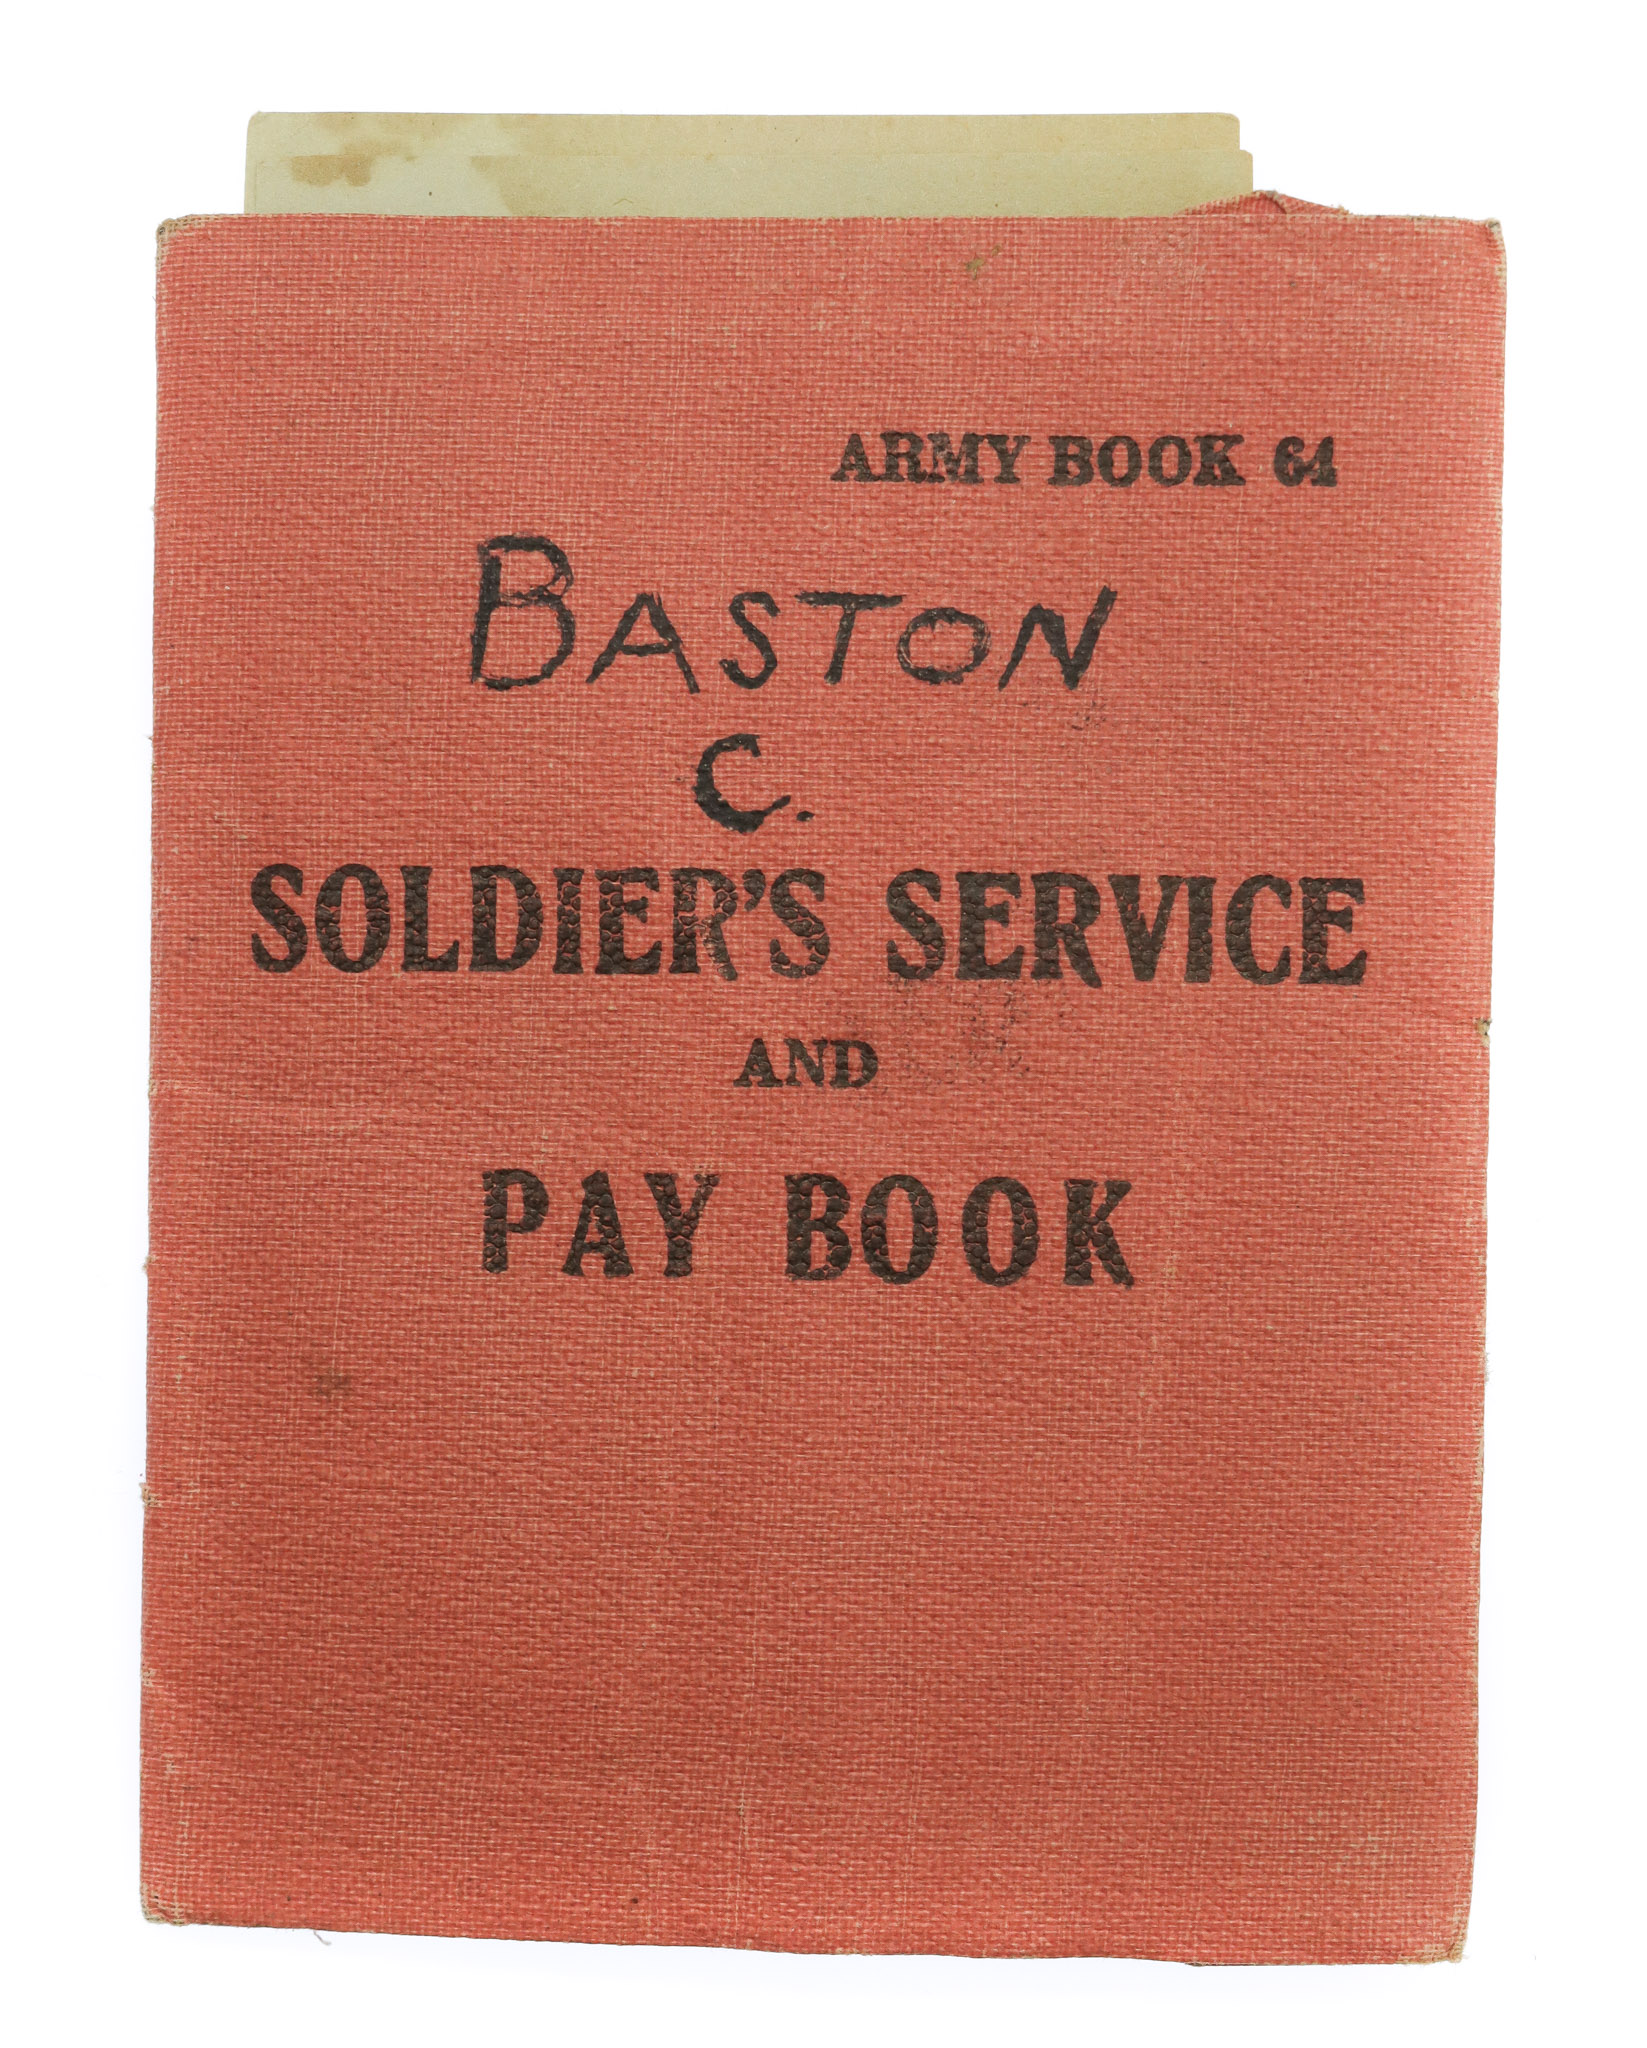 ARMY BOOK 64
BASTON
C.
SOLDIER'S SERVICE
AND
PAY BOOK